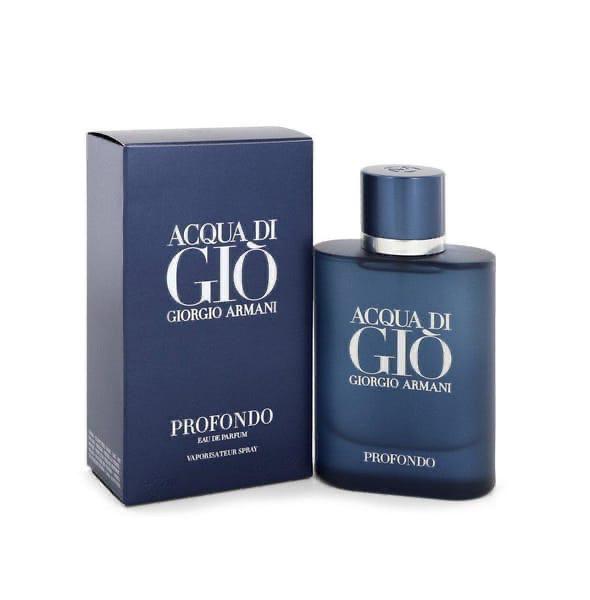 ACQUA DI
GIÒ
GIORGIO ARMANI
PROFONDO
EAU DE PARFUM
VAPORISATEUR SPRAY
ACQUA DI
GIÒ
GIORGIO ARMANI
PROFONDO